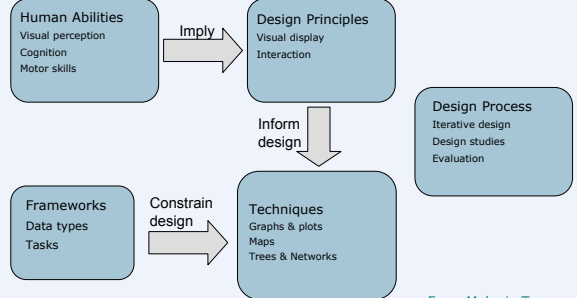 Human Abilities
Visual perception
Cognition
Motor skills
Imply
Design Principles
Visual display
Interaction
Inform
design
Design Process
Iterative design
Design studies
Evaluation
Frameworks
Data types
Tasks
Constrain
design
Techniques
Graphs & plots
Maps
Trees & Networks